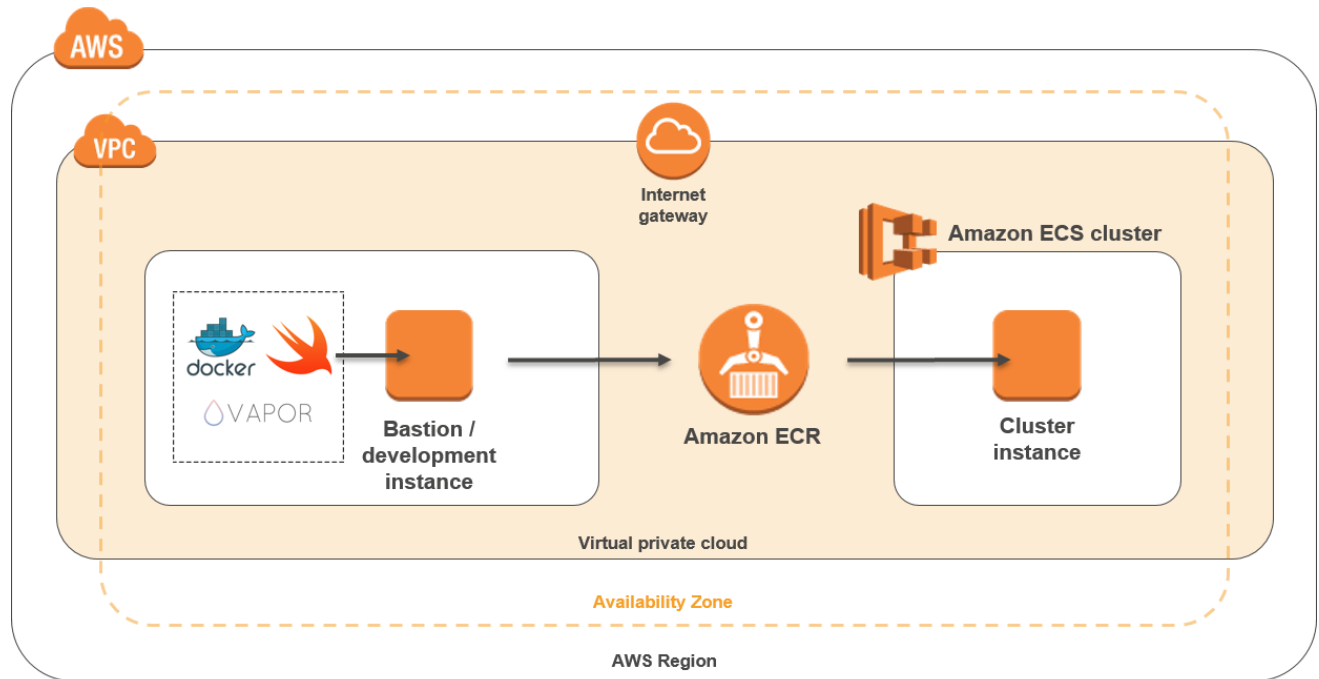 AWS
VPC
Internet
gateway
Amazon ECS cluster
docker
VAPOR
Bastion /
development
instance
Amazon ECR
Cluster
instance
Virtual private cloud
Availability Zone
AWS Region